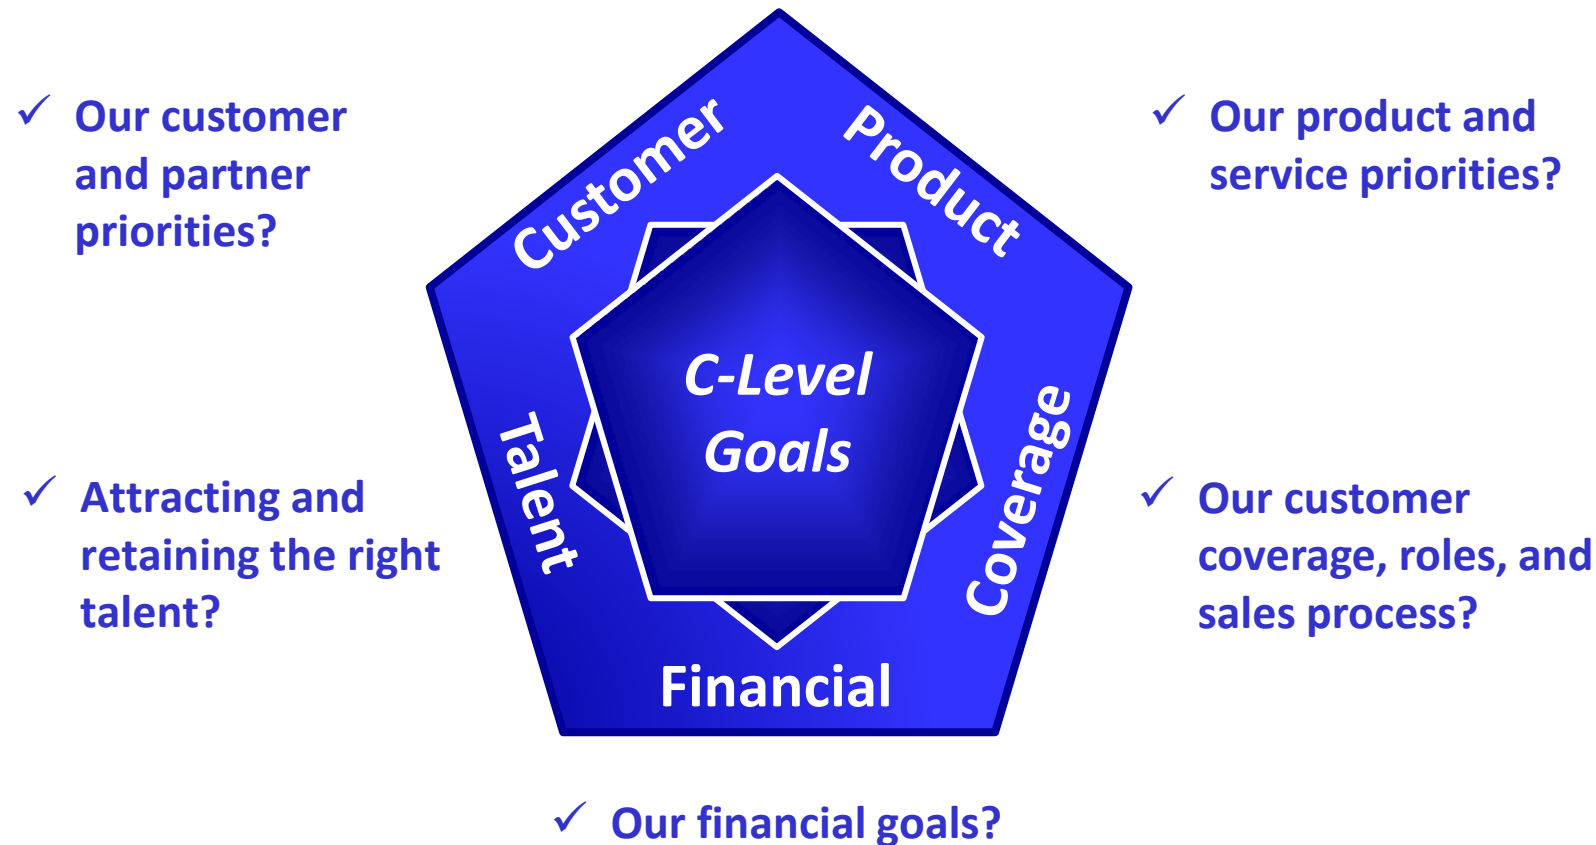 ✓ Our customer
and partner
priorities?
Customer
Product
✓ Our product and
service priorities?
C-Level
Goals
Talent
Coverage
Financial
✓ Attracting and
retaining the right
talent?
✓ Our customer
coverage, roles, and
sales process?
✓ Our financial goals?